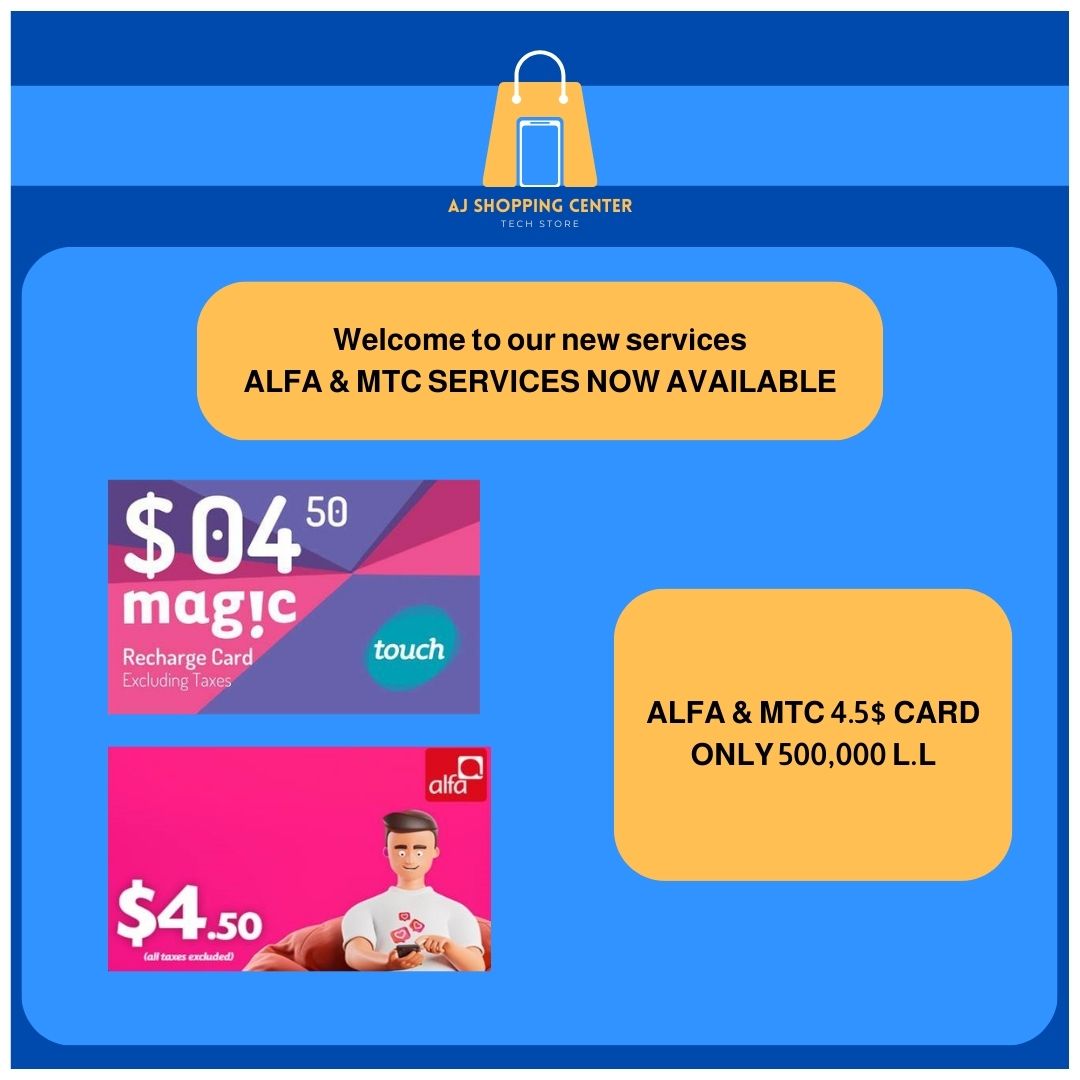 AJ SHOPPING CENTER
TECH STORE
Welcome to our new services
ALFA & MTC SERVICES NOW AVAILABLE
$04 50
mag!c
Recharge Card
Excluding Taxes
touch
ALFA & MTC 4.5$ CARD
ONLY 500,000 L.L
alfa
$4.50
(all taxes excluded)